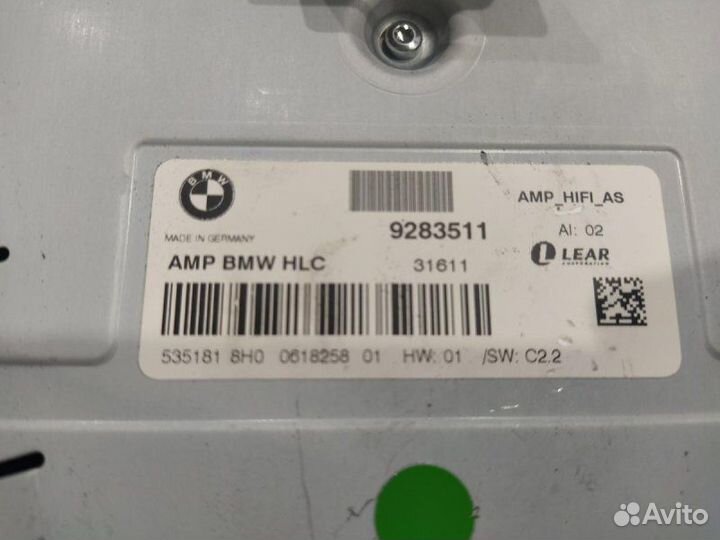 BMW
AMP_HIFI_AS
MADE IN GERMANY
9283511
AI: 02
AMP BMW HLC
31611
LEAR
CORPORATION
535181 8H0 0618258 01 HW: 01 /SW: C2.2
Avito